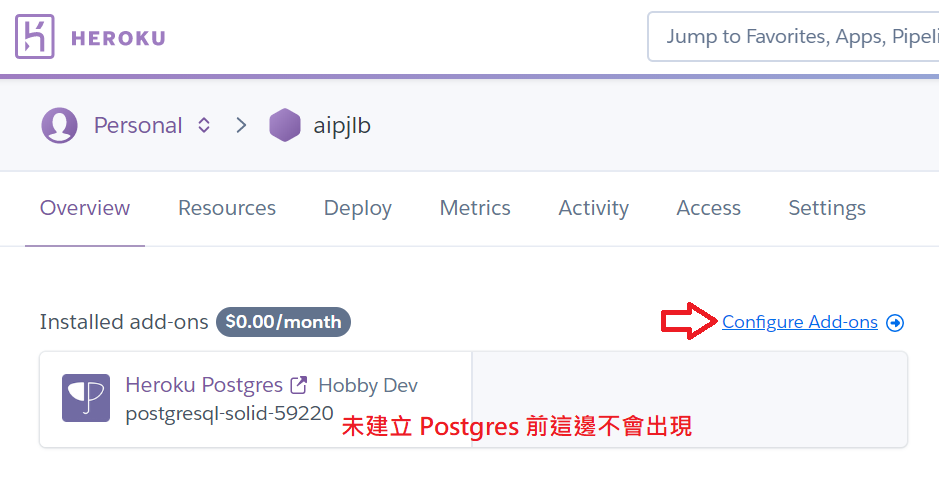 HEROKU
Jump to Favorites, Apps, Pipeli
Personal
aipjlb
Overview Resources Deploy Metrics Activity Access Settings
Installed add-ons $0.00/month Configure Add-ons
Heroku Postgres Hobby Dev
postgresql-solid-59220
未建立 Postgres 前這邊不會出現